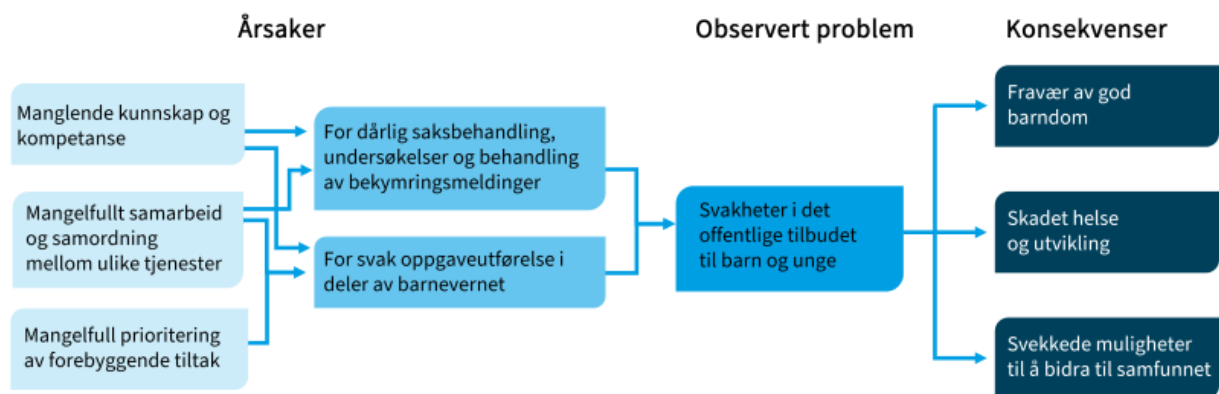 Årsaker
Observert problem
Konsekvenser
Manglende kunnskap og
kompetanse
Mangelfullt samarbeid
og samordning
mellom ulike tjenester
Mangelfull prioritering
av forebyggende tiltak
For dårlig saksbehandling,
undersøkelser og behandling
av bekymringsmeldinger
For svak oppgaveutførelse i
deler av barnevernet
Svakheter i det
offentlige tilbudet
til barn og unge
Fravær av god
barndom
Skadet helse
og utvikling
Svekkede muligheter
til å bidra til samfunnet